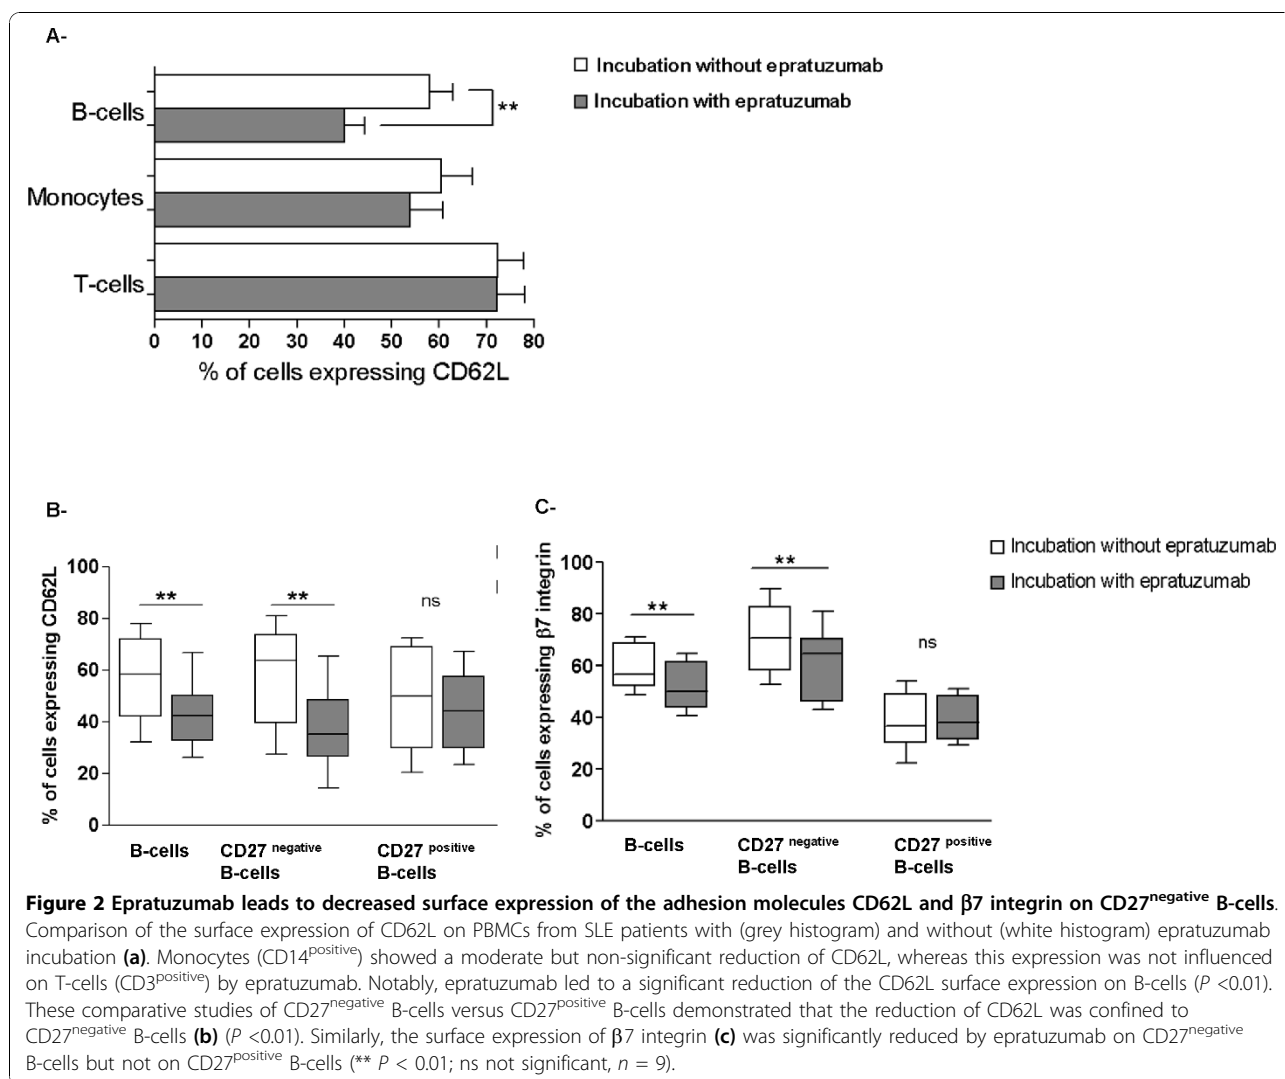 A-
Incubation without epratuzumab
Incubation with epratuzumab
B-cells
**
Monocytes
T-cells
0 10 20 30 40 50 60 70 80
% of cells expressing CD62L
B-
% of cells expressing CD62L
100
80
60
40
20
0
**
**
ns
B-cells
CD27 negative
B-cells
CD27 positive
B-cells
C-
% of cells expressing β7 integrin
100
80
60
40
20
0
**
**
ns
B-cells
CD27 negative
B-cells
CD27 positive
B-cells
Incubation without epratuzumab
Incubation with epratuzumab
Figure 2 Epratuzumab leads to decreased surface expression of the adhesion molecules CD62L and β7 integrin on CD27negative B-cells.
Comparison of the surface expression of CD62L on PBMCs from SLE patients with (grey histogram) and without (white histogram) epratuzumab
incubation (a). Monocytes (CD14positive) showed a moderate but non-significant reduction of CD62L, whereas this expression was not influenced
on T-cells (CD3positive) by epratuzumab. Notably, epratuzumab led to a significant reduction of the CD62L surface expression on B-cells (P <0.01).
These comparative studies of CD27negative B-cells versus CD27positive B-cells demonstrated that the reduction of CD62L was confined to
CD27negative B-cells (b) (P <0.01). Similarly, the surface expression of β7 integrin (c) was significantly reduced by epratuzumab on CD27negative
B-cells but not on CD27positive B-cells (** P < 0.01; ns not significant, n = 9).